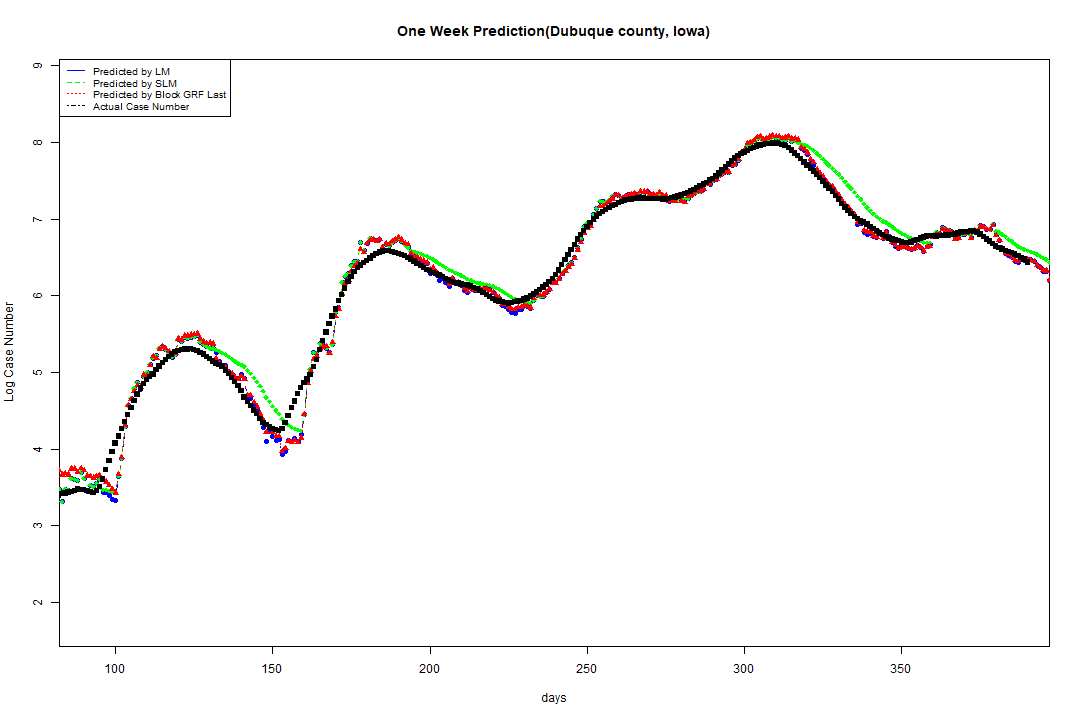 One Week Prediction(Dubuque county, Iowa)
Predicted by LM
Predicted by SLM
Predicted by Block GRF Last
Actual Case Number
Log Case Number
9
8
7
6
5
4
3
2
100 150 200 250 300 350
days